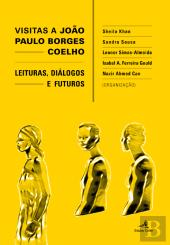 VISITAS A JOÃO
PAULO BORGES
COELHO
LEITURAS, DIÁLOGOS
E FUTUROS
Sheila Khan
Sandra Sousa
Leonor Simas-Almeida
Isabel A. Ferreira Gould
Nazir Ahmed Can
(ORGANIZAÇÃO)
B